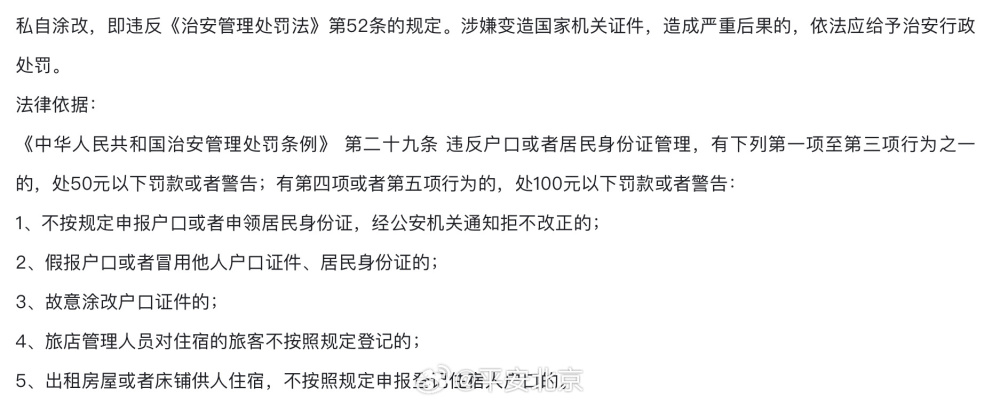 私自涂改，即违反《治安管理处罚法》第52条的规定。涉嫌变造国家机关证件，造成严重后果的，依法应给予治安行政
处罚。
法律依据：
《中华人民共和国治安管理处罚条例》 第二十九条 违反户口或者居民身份证管理，有下列第一项至第三项行为之一
的，处50元以下罚款或者警告；有第四项或者第五项行为的，处100元以下罚款或者警告：
1、不按规定申报户口或者申领居民身份证，经公安机关通知拒不改正的；
2、假报户口或者冒用他人户口证件、居民身份证的；
3、故意涂改户口证件的；
4、旅店管理人员对住宿的旅客不按照规定登记的；
5、出租房屋或者床铺供人住宿，不按照规定申报登记住宿人户口的。
@平安北京